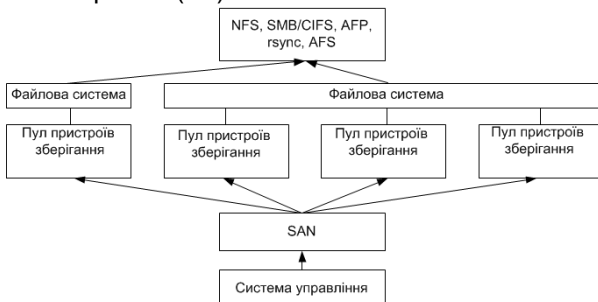 NFS, SMB/CIFS, AFP,
rsync, AFS
Файлова система
Файлова система
Пул пристроїв
зберігання
Пул пристроїв
зберігання
Пул пристроїв
зберігання
Пул пристроїв
зберігання
SAN
Система управління